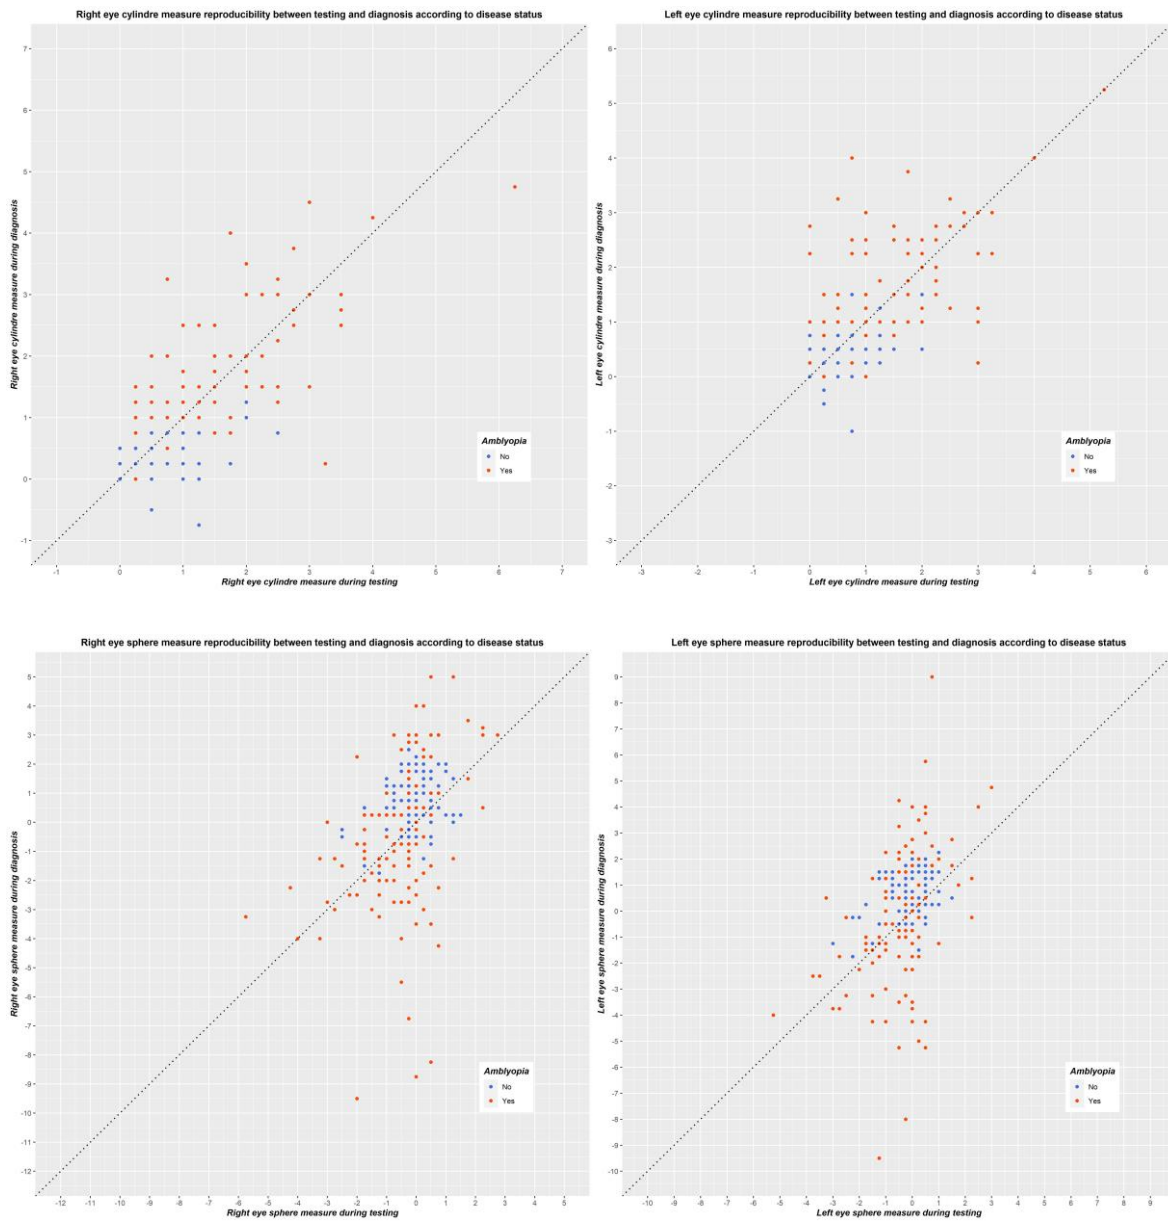 Right eye cylindre measure reproducibility between testing and diagnosis according to disease status
7
6
5
4
3
2
1
0
-1
Right eye cylindre measure during diagnosis
Amblyopia
No
Yes
-1 0 1 2 3 4 5 6 7
Right eye cylindre measure during testing
Left eye cylindre measure reproducibility between testing and diagnosis according to disease status
6
5
4
3
2
1
0
-1
-2
-3
Left eye cylindre measure during diagnosis
Amblyopia
No
Yes
-3 -2 -1 0 1 2 3 4 5 6
Left eye cylindre measure during testing
Right eye sphere measure reproducibility between testing and diagnosis according to disease status
5
4
3
2
1
0
-1
-2
-3
-4
-5
-6
-7
-8
-9
-10
-11
-12
Right eye sphere measure during diagnosis
Amblyopia
No
Yes
-12 -11 -10 -9 -8 -7 -6 -5 -4 -3 -2 -1 0 1 2 3 4 5
Right eye sphere measure during testing
Left eye sphere measure reproducibility between testing and diagnosis according to disease status
9
8
7
6
5
4
3
2
1
0
-1
-2
-3
-4
-5
-6
-7
-8
-9
-10
Left eye sphere measure during diagnosis
Amblyopia
No
Yes
-10 -9 -8 -7 -6 -5 -4 -3 -2 -1 0 1 2 3 4 5 6 7 8 9
Left eye sphere measure during testing